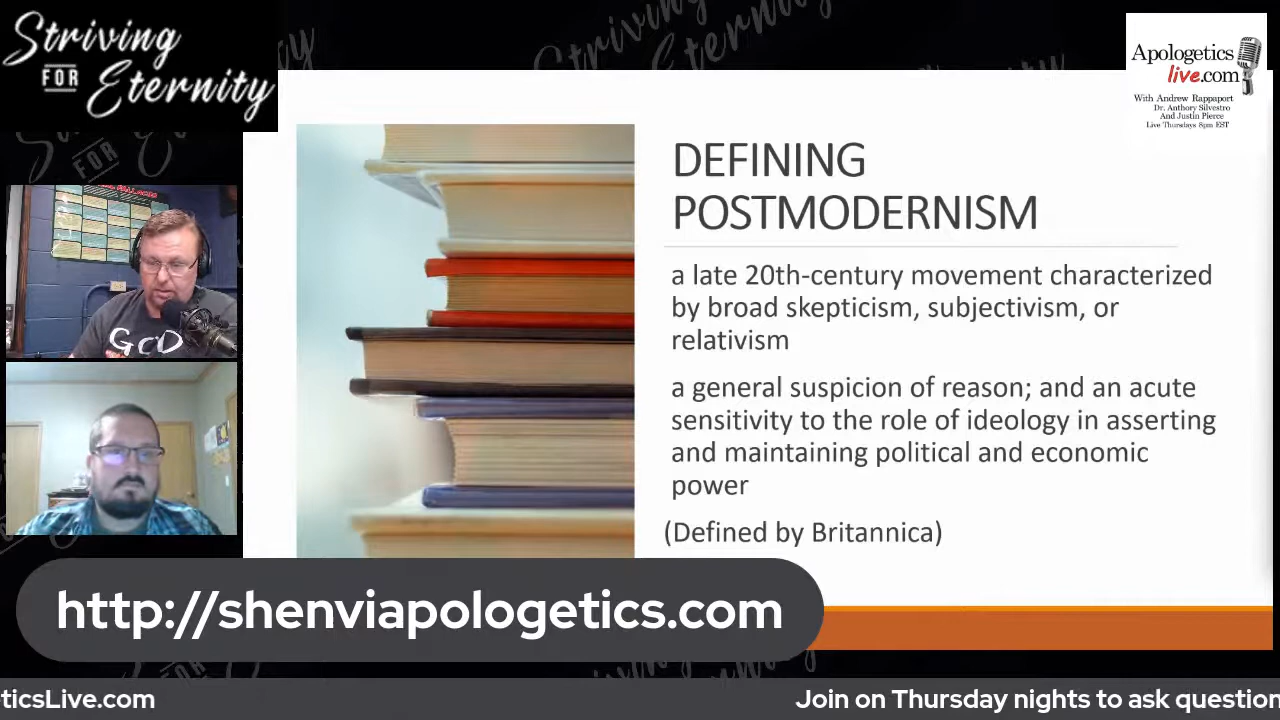 Striving
FOR
Eternity
Apologetics
live.com
With Andrew Rappaport
Dr. Anthony Silvestro
And Justin Pierce
Live Thursdays 8pm EST
DEFINING
POSTMODERNISM
a late 20th-century movement characterized
by broad skepticism, subjectivism, or
relativism
a general suspicion of reason; and an acute
sensitivity to the role of ideology in asserting
and maintaining political and economic
power
(Defined by Britannica)
GCD
http://shenviapologetics.com
ticsLive.com
Join on Thursday nights to ask question